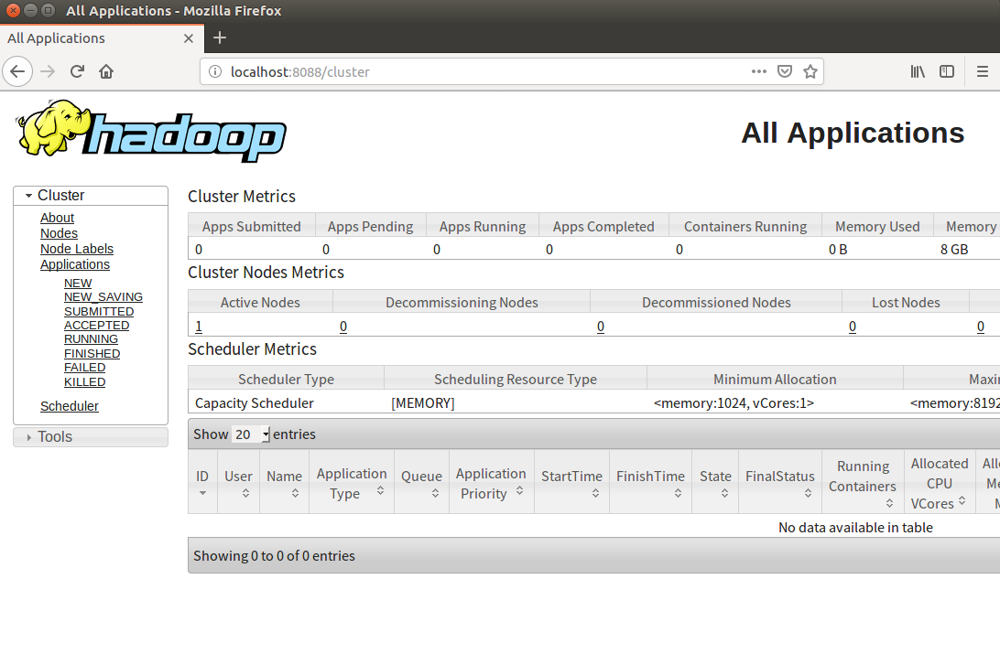 All Applications - Mozilla Firefox
All Applications
localhost:8088/cluster
hadoop
All Applications
Cluster
About
Nodes
Node Labels
Applications
NEW
NEW_SAVING
SUBMITTED
ACCEPTED
RUNNING
FINISHED
FAILED
KILLED
Scheduler
Tools
Cluster Metrics
Apps Submitted Apps Pending Apps Running Apps Completed Containers Running Memory Used Memory
0 0 0 0 0 0 B 8 GB
Cluster Nodes Metrics
Active Nodes Decommissioning Nodes Decommissioned Nodes Lost Nodes
1 0 0 0 0
Scheduler Metrics
Scheduler Type Scheduling Resource Type Minimum Allocation Maxi
Capacity Scheduler [MEMORY] <memory:1024, vCores:1> <memory:8192
Show 20 entries
ID User Name Application Type Queue Application Priority StartTime FinishTime State FinalStatus Running Containers Allocated CPU VCores
No data available in table
Showing 0 to 0 of 0 entries